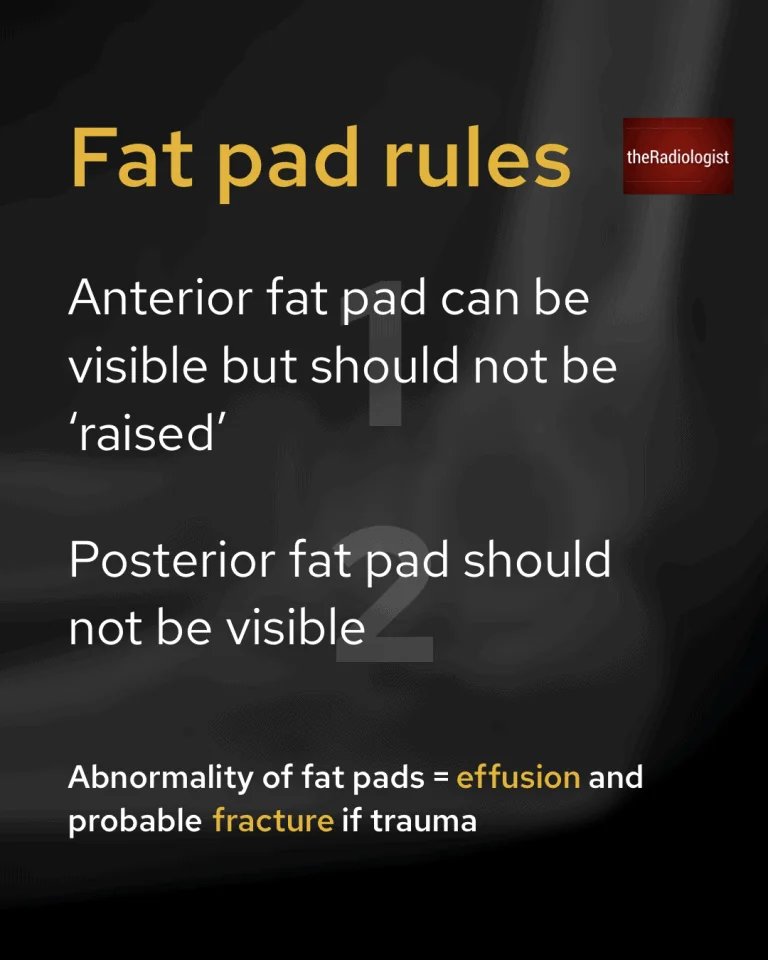 Fat pad rules
theRadiologist
1
Anterior fat pad can be
visible but should not be
‘raised’
2
Posterior fat pad should
not be visible
Abnormality of fat pads = effusion and
probable fracture if trauma